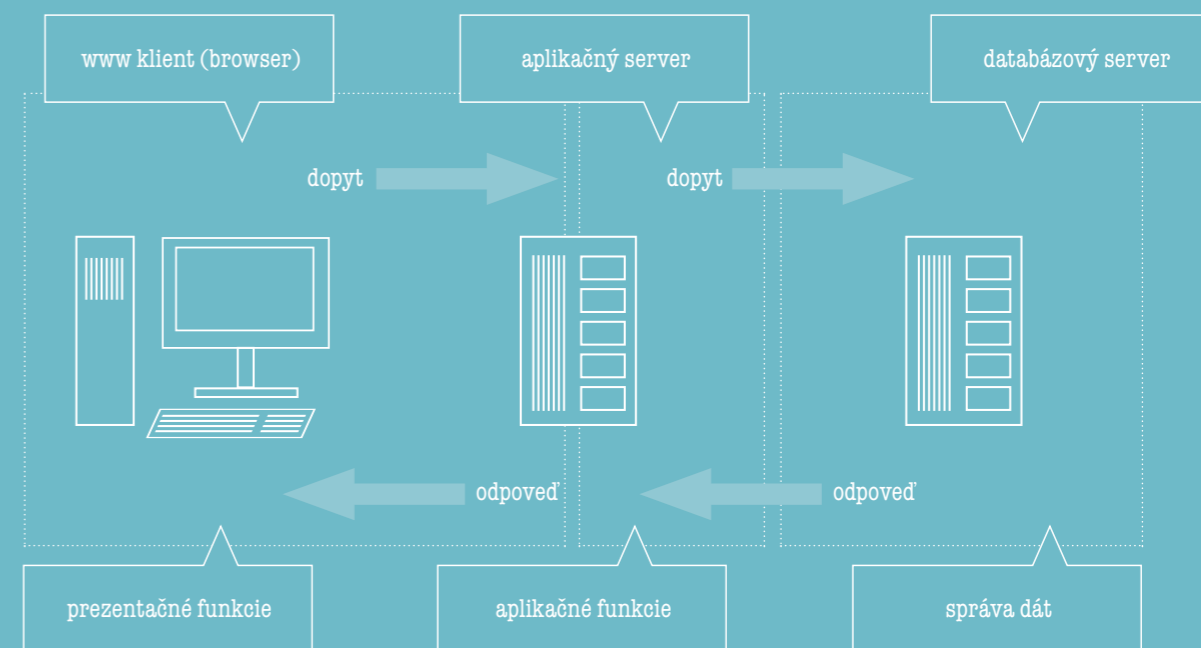 www klient (browser)
aplikačný server
databázový server
dopyt
dopyt
odpoveď
odpoveď
prezentačné funkcie
aplikačné funkcie
správa dát